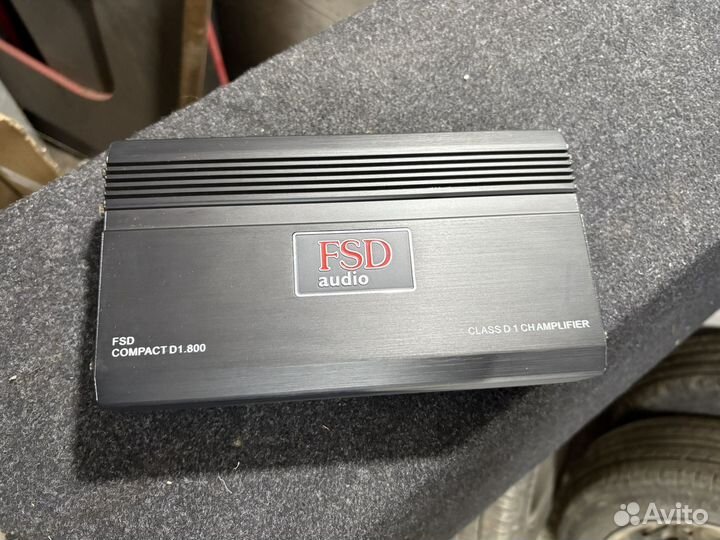 FSD
audio
FSD
COMPACT D1.800
CLASS D 1 CH AMPLIFIER
Avito